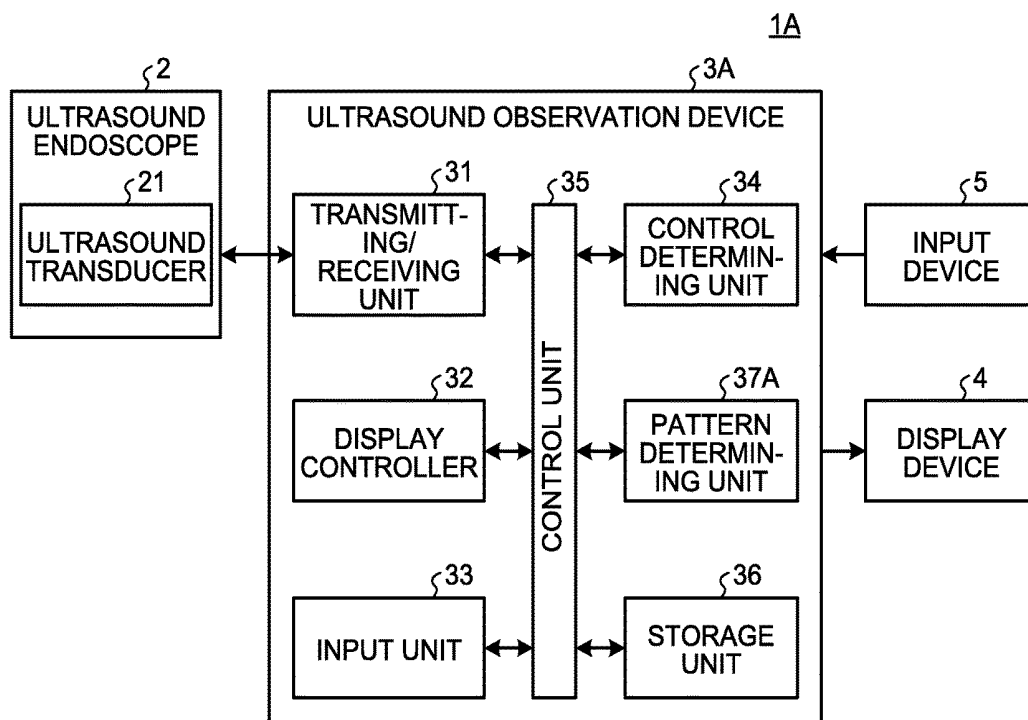 1A
2
3A
ULTRASOUND
ENDOSCOPE
ULTRASOUND OBSERVATION DEVICE
21
ULTRASOUND
TRANSDUCER
31
TRANSMITT-
ING/
RECEIVING
UNIT
35
CONTROL UNIT
34
CONTROL
DETERMIN-
ING UNIT
5
INPUT
DEVICE
32
DISPLAY
CONTROLLER
37A
PATTERN
DETERMIN-
ING UNIT
4
DISPLAY
DEVICE
33
INPUT UNIT
36
STORAGE
UNIT